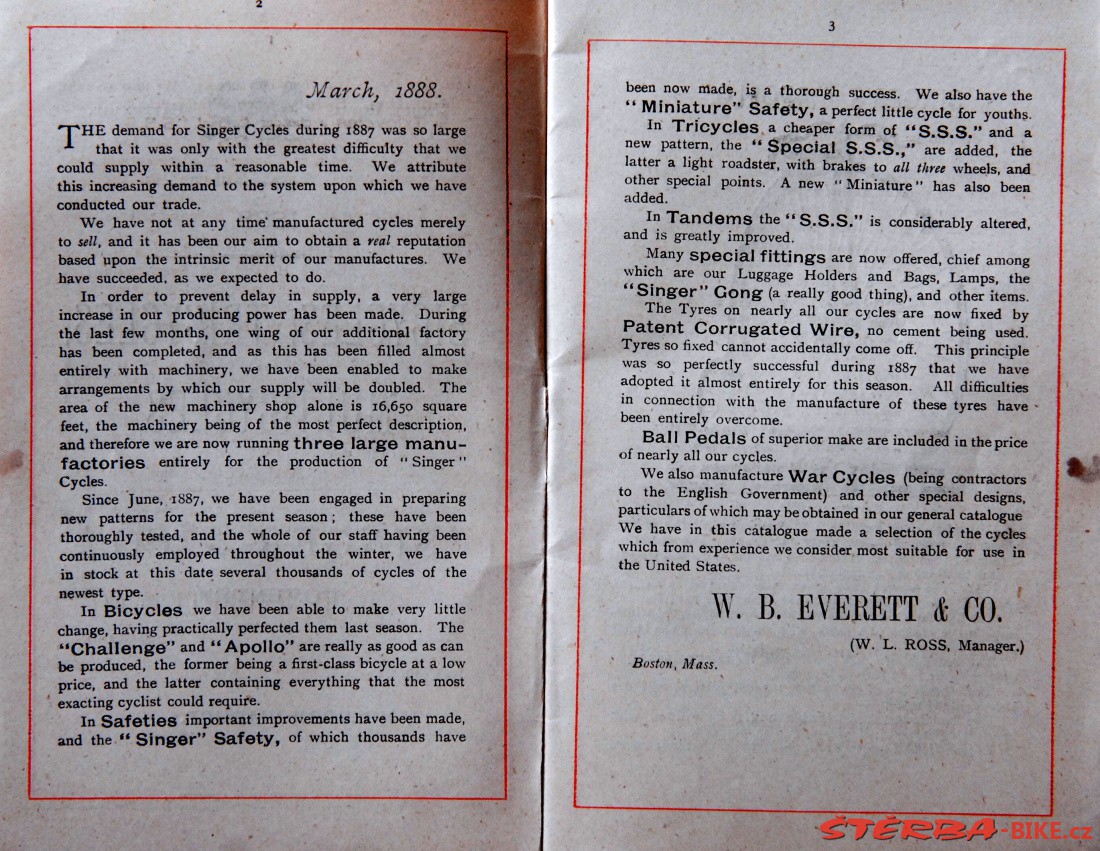 2
March, 1888.
THE demand for Singer Cycles during 1887 was so large
that it was only with the greatest difficulty that we
could supply within a reasonable time. We attribute
this increasing demand to the system upon which we have
conducted our trade.
We have not at any time manufactured cycles merely
to sell, and it has been our aim to obtain a real reputation
based upon the intrinsic merit of our manufactures. We
have succeeded, as we expected to do.
In order to prevent delay in supply, a very large
increase in our producing power has been made. During
the last few months, one wing of our additional factory
has been completed, and as this has been filled almost
entirely with machinery, we have been enabled to make
arrangements by which our supply will be doubled. The
area of the new machinery shop alone is 16,650 square
feet, the machinery being of the most perfect description,
and therefore we are now running three large manu-
factories entirely for the production of "Singer"
Cycles.
Since June, 1887, we have been engaged in preparing
new patterns for the present season; these have been
thoroughly tested, and the whole of our staff having been
continuously employed throughout the winter, we have
in stock at this date several thousands of cycles of the
newest type.
In Bicycles we have been able to make very little
change, having practically perfected them last season. The
"Challenge" and "Apollo" are really as good as can
be produced, the former being a first-class bicycle at a low
price, and the latter containing everything that the most
exacting cyclist could require.
In Safeties important improvements have been made,
and the "Singer" Safety, of which thousands have
3
been now made, is a thorough success. We also have the
"Miniature" Safety, a perfect little cycle for youths.
In Tricycles a cheaper form of "S.S.S." and a
new pattern, the "Special S.S.S.," are added, the
latter a light roadster, with brakes to all three wheels, and
other special points. A new "Miniature" has also been
added.
In Tandems the "S.S.S." is considerably altered,
and is greatly improved.
Many special fittings are now offered, chief among
which are our Luggage Holders and Bags, Lamps, the
"Singer" Gong (a really good thing), and other items.
The Tyres on nearly all our cycles are now fixed by
Patent Corrugated Wire, no cement being used.
Tyres so fixed cannot accidentally come off. This principle
was so perfectly successful during 1887 that we have
adopted it almost entirely for this season. All difficulties
in connection with the manufacture of these tyres have
been entirely overcome.
Ball Pedals of superior make are included in the price
of nearly all our cycles.
We also manufacture War Cycles (being contractors
to the English Government) and other special designs,
particulars of which may be obtained in our general catalogue
We have in this catalogue made a selection of the cycles
which from experience we consider most suitable for use in
the United States.
W. B. EVERETT & CO.
(W. L. ROSS, Manager.)
Boston, Mass.
ŠTĚRBA-BIKE.cz